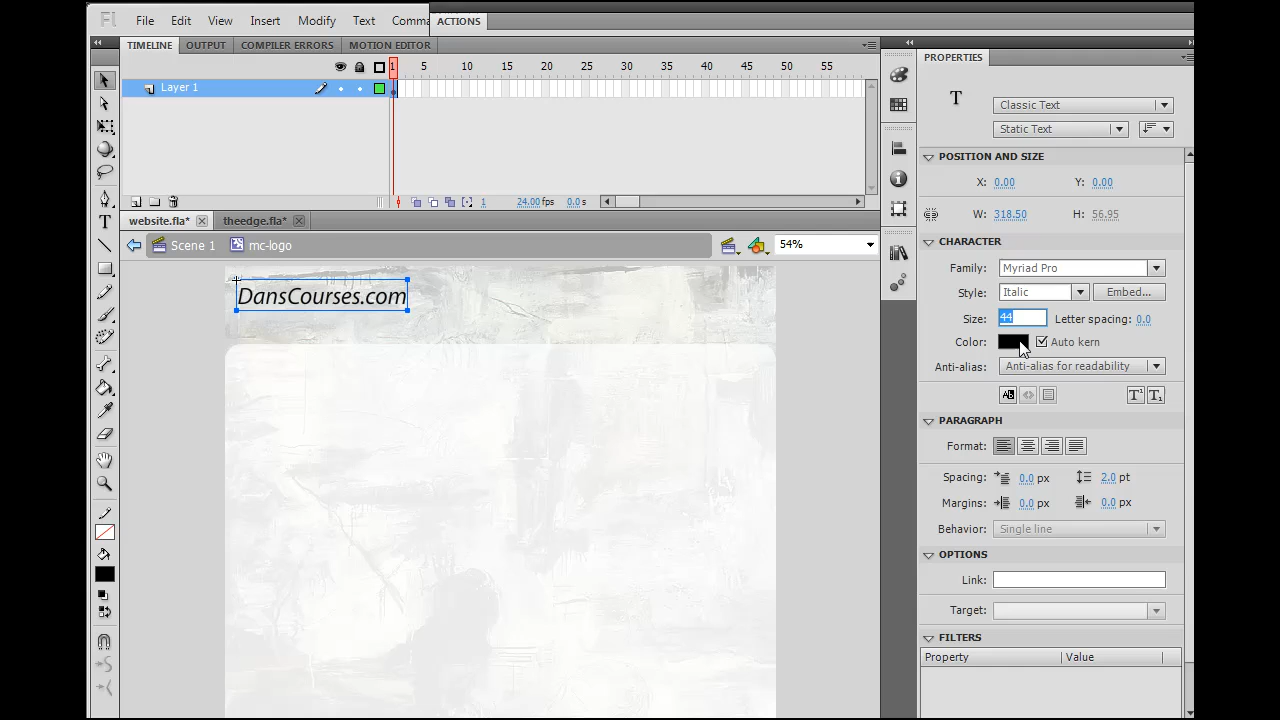 Fl File Edit View Insert Modify Text Comma ACTIONS
TIMELINE OUTPUT COMPILER ERRORS MOTION EDITOR
PROPERTIES
1 5 10 15 20 25 30 35 40 45 50 55
Layer 1
T Classic Text
Static Text
POSITION AND SIZE
X: 0.00 Y: 0.00
1 24.00 fps 0.0 s
W: 318.50 H: 56.95
website.fla* theedge.fla*
Scene 1 mc-logo 54%
CHARACTER
Family: Myriad Pro
DansCourses.com
Style: Italic Embed...
Size: 44 Letter spacing: 0.0
Color: Auto kern
Anti-alias: Anti-alias for readability
PARAGRAPH
Format:
Spacing: 0.0 px 2.0 pt
Margins: 0.0 px 0.0 px
Behavior: Single line
OPTIONS
Link:
Target:
FILTERS
Property Value